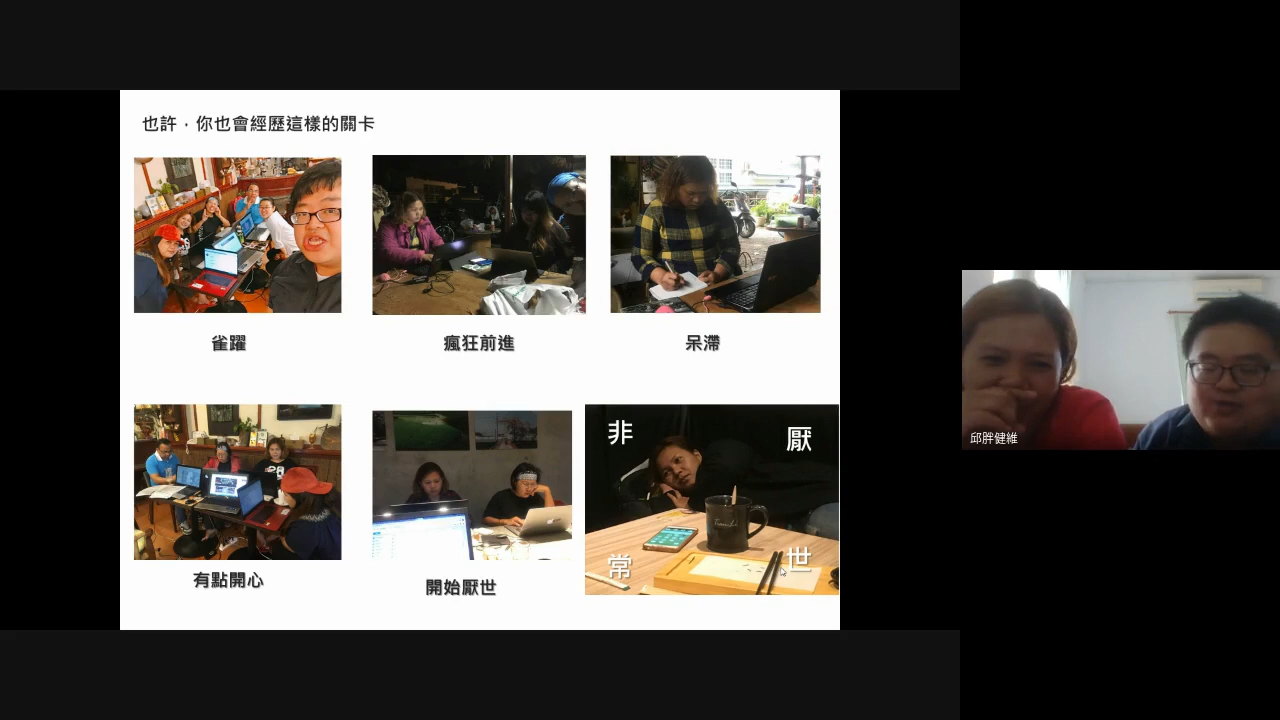 也許，你也會經歷這樣的關卡
雀躍
瘋狂前進
呆滯
有點開心
開始厭世
非
常
厭
世
邱胖健維